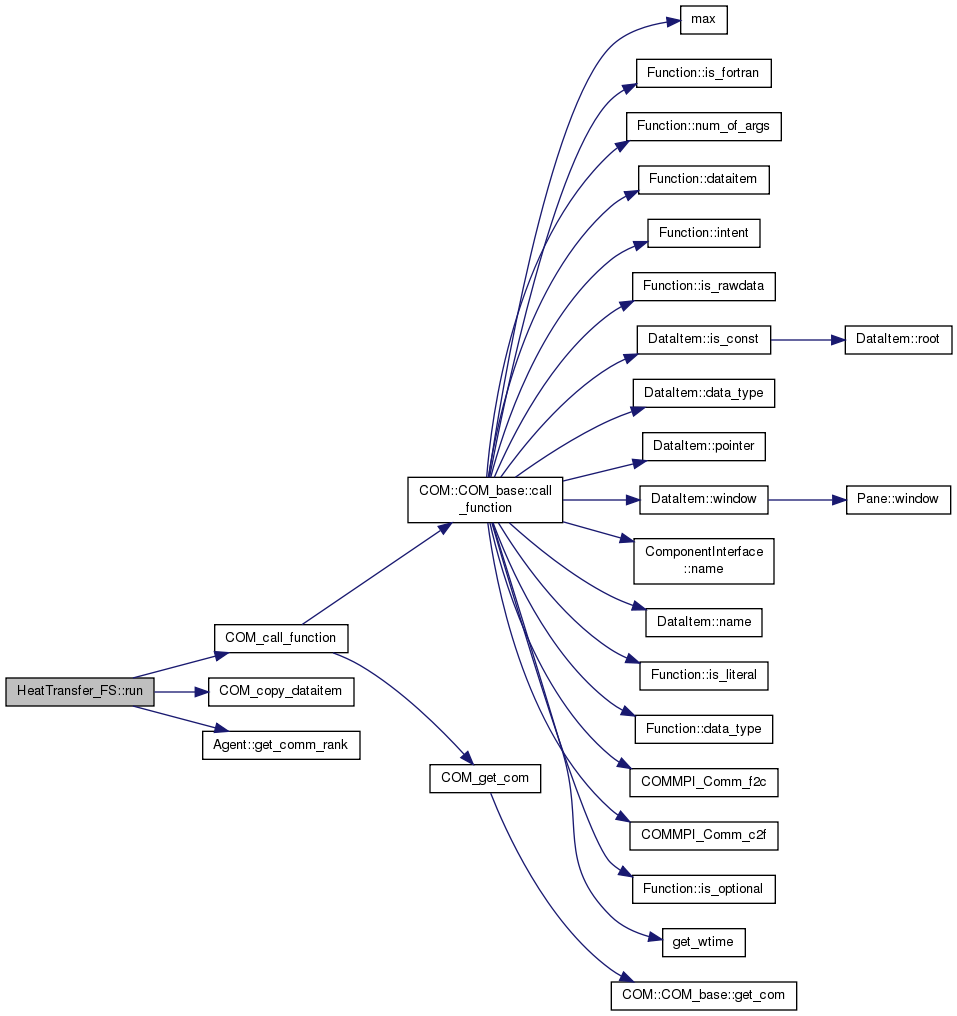 max
Function::is_fortran
Function::num_of_args
Function::dataitem
Function::intent
Function::is_rawdata
DataItem::is_const
DataItem::root
DataItem::data_type
DataItem::pointer
COM::COM_base::call
_function
DataItem::window
Pane::window
ComponentInterface
::name
DataItem::name
COM_call_function
Function::is_literal
HeatTransfer_FS::run
COM_copy_dataitem
Function::data_type
Agent::get_comm_rank
COM_get_com
COMMPI_Comm_f2c
COMMPI_Comm_c2f
Function::is_optional
get_wtime
COM::COM_base::get_com